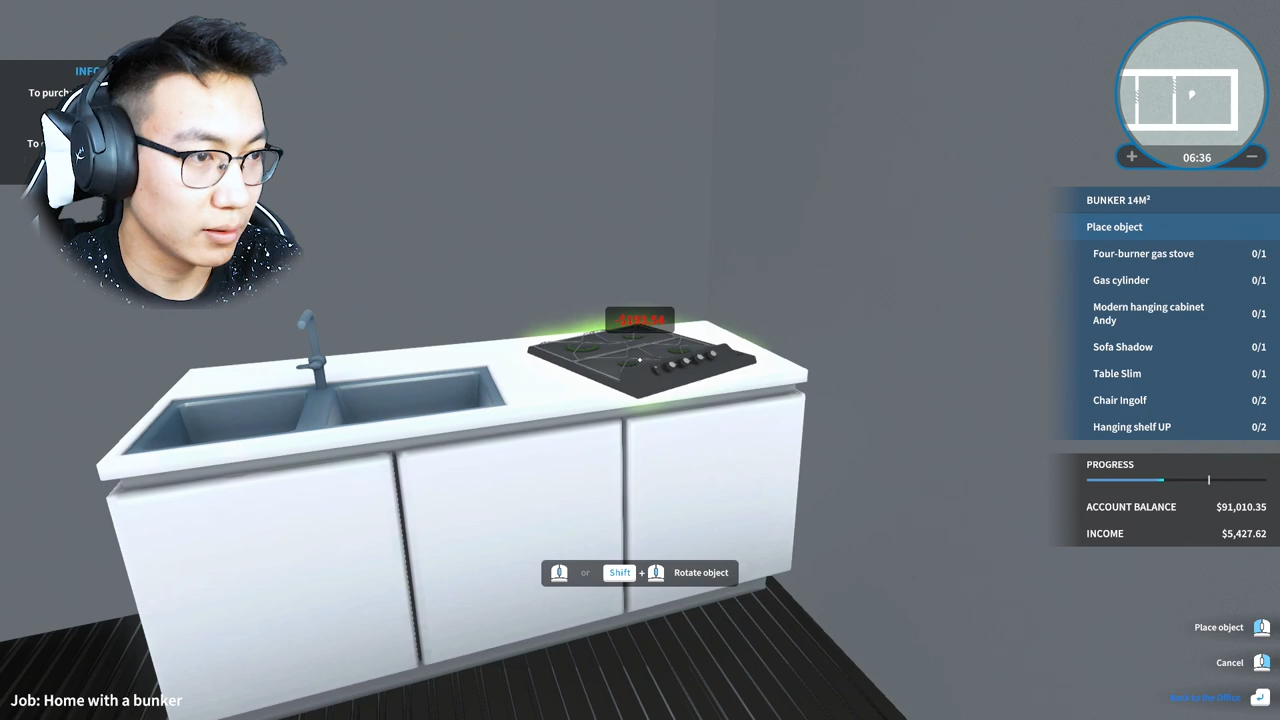 INFO
To purch
To
06:36
BUNKER 14M²
Place object
Four-burner gas stove 0/1
Gas cylinder 0/1
Modern hanging cabinet
Andy 0/1
Sofa Shadow 0/1
Table Slim 0/1
Chair Ingolf 0/2
Hanging shelf UP 0/2
PROGRESS
ACCOUNT BALANCE $91,010.35
INCOME $5,427.62
or Shift + Rotate object
Place object
Cancel
Back to the Office
Job: Home with a bunker